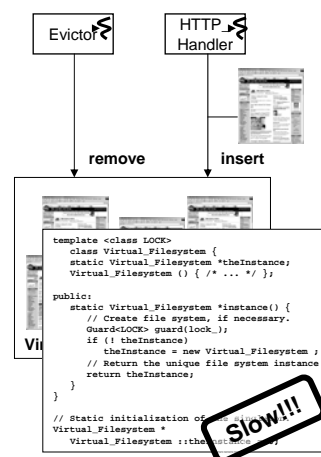 Evictor
HTTP
Handler
remove
insert
template <class LOCK>
class Virtual_Filesystem {
static Virtual_Filesystem *theInstance;
Virtual_Filesystem () { /* ... */ };
public:
static Virtual_Filesystem *instance() {
// Create file system, if necessary.
Guard<LOCK> guard(lock_);
if (! theInstance)
theInstance = new Virtual_Filesystem ;
// Return the unique file system instance
return theInstance;
}
}
// Static initialization of
Virtual_Filesystem *
Virtual_Filesystem ::
Slow!!!